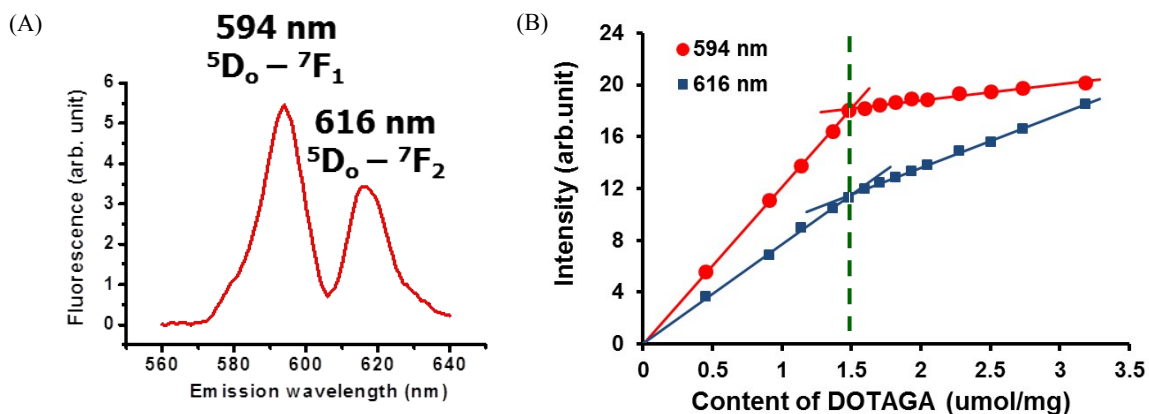 (A)
594 nm
⁵Dₒ – ⁷F₁
616 nm
⁵Dₒ – ⁷F₂
Fluorescence (arb. unit)
6
5
4
3
2
1
0
560 580 600 620 640
Emission wavelength (nm)
(B)
594 nm
616 nm
Intensity (arb.unit)
24
20
16
12
8
4
0
0 0.5 1 1.5 2 2.5 3 3.5
Content of DOTAGA (umol/mg)